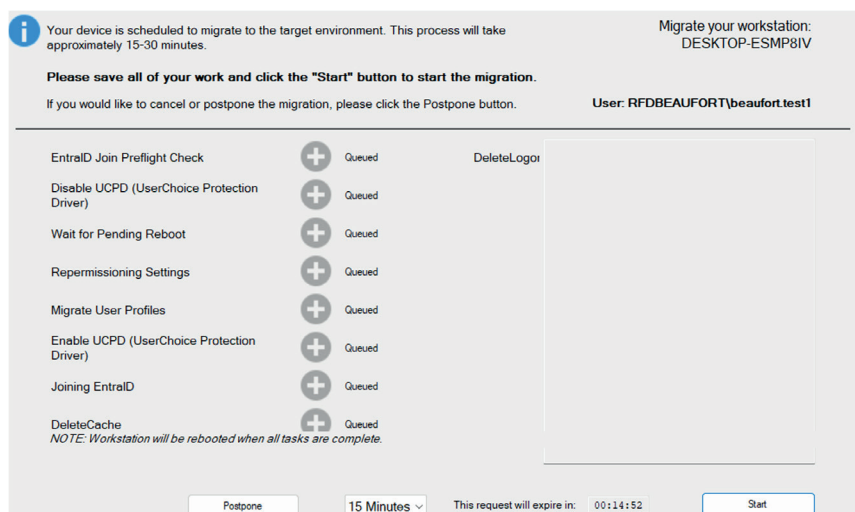 Your device is scheduled to migrate to the target environment. This process will take
approximately 15-30 minutes.
Please save all of your work and click the "Start" button to start the migration.
If you would like to cancel or postpone the migration, please click the Postpone button.
Migrate your workstation:
DESKTOP-ESMP8IV
User: RFDBEAUFORT\beaufort.test1
EntraID Join Preflight Check
Queued
DeleteLogon
Disable UCPD (UserChoice Protection
Driver)
Queued
Wait for Pending Reboot
Queued
Repermissioning Settings
Queued
Migrate User Profiles
Queued
Enable UCPD (UserChoice Protection
Driver)
Queued
Joining EntraID
Queued
DeleteCache
Queued
NOTE: Workstation will be rebooted when all tasks are complete.
Postpone
15 Minutes
This request will expire in:
00:14:52
Start